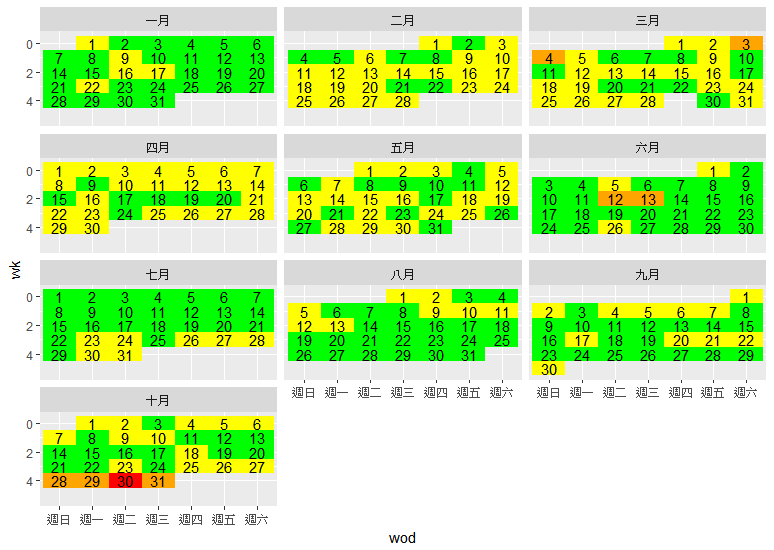 一月
0 1 2 3 4 5 6
7 8 9 10 11 12 13
2 14 15 16 17 18 19 20
21 22 23 24 25 26 27
4 28 29 30 31
二月
1 2 3
4 5 6 7 8 9 10
11 12 13 14 15 16 17
18 19 20 21 22 23 24
25 26 27 28
三月
1 2 3
4 5 6 7 8 9 10
11 12 13 14 15 16 17
18 19 20 21 22 23 24
25 26 27 28 30 31
四月
0 1 2 3 4 5 6 7
8 9 10 11 12 13 14
2 15 16 17 18 19 20 21
22 23 24 25 26 27 28
4 29 30
五月
1 2 3 4 5
6 7 8 9 10 11 12
13 14 15 16 17 18 19
20 21 22 23 24 25 26
27 28 29 30 31
六月
1 2
3 4 5 6 7 8 9
10 11 12 13 14 15 16
17 18 19 20 21 22 23
24 25 26 27 28 29 30
wk
七月
0 1 2 3 4 5 6 7
8 9 10 11 12 13 14
2 15 16 17 18 19 20 21
22 23 24 25 26 27 28
4 29 30 31
八月
1 2 3 4
5 6 7 8 9 10 11
12 13 14 15 16 17 18
19 20 21 22 23 24 25
26 27 28 29 30 31
週日 週一 週二 週三 週四 週五 週六
九月
1
2 3 4 5 6 7 8
9 10 11 12 13 14 15
16 17 18 19 20 21 22
23 24 25 26 27 28 29
30
週日 週一 週二 週三 週四 週五 週六
十月
0 1 2 3 4 5 6
7 8 9 10 11 12 13
2 14 15 16 17 18 19 20
21 22 23 24 25 26 27
4 28 29 30 31
週日 週一 週二 週三 週四 週五 週六
wod